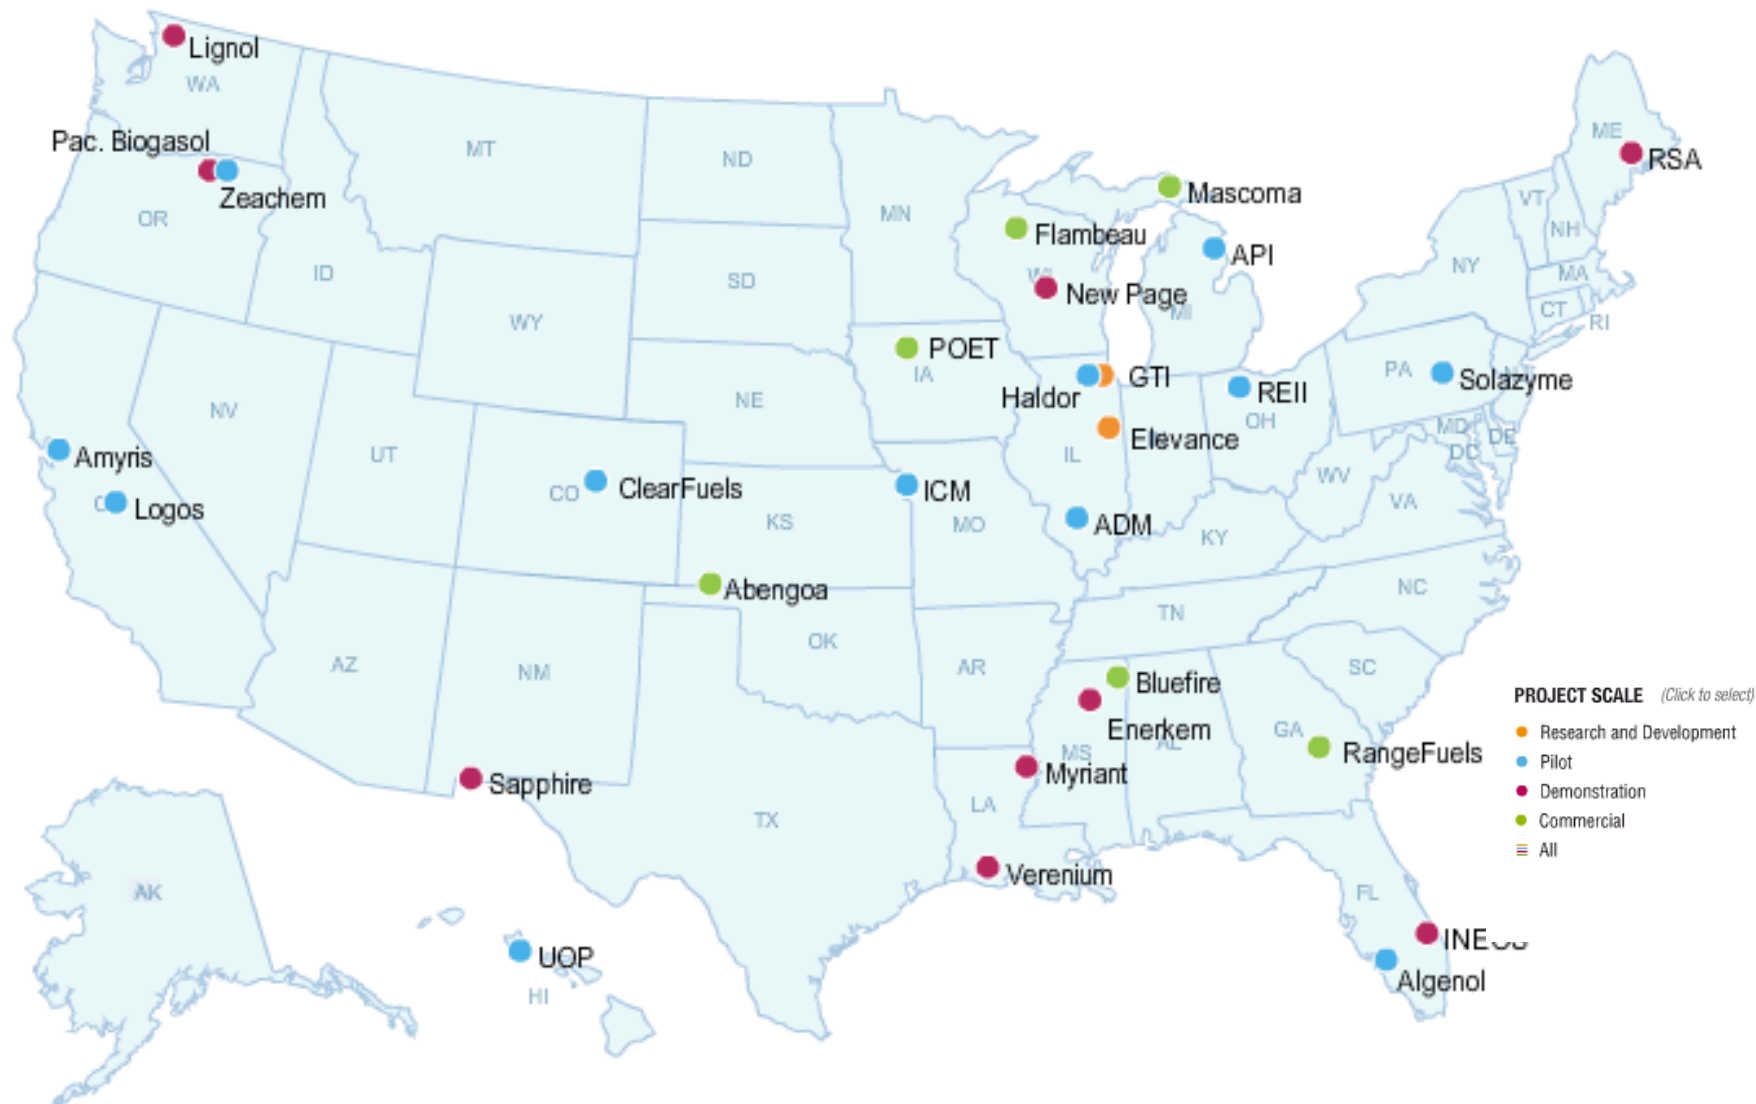 Lignol
WA
Pac. Biogasol
Zeachem
OR
MT
ID
ND
MN
SD
WY
NE
NV
UT
CO
ClearFuels
KS
Amyris
Logos
AZ
NM
OK
Abengoa
Sapphire
TX
Mascoma
Flambeau
API
New Page
MI
POET
IA
GTI
Haldor
Elevance
IL
ICM
MO
ADM
REII
OH
KY
TN
AR
Bluefire
Enerkem
MS
AL
Myriant
LA
Verenium
GA
RangeFuels
SC
NC
VA
WV
MD
DE
DC
PA
Solazyme
NY
VT
NH
MA
CT
RI
ME
RSA
FL
Algenol
AK
UOP
HI
PROJECT SCALE (Click to select)
Research and Development
Pilot
Demonstration
Commercial
All